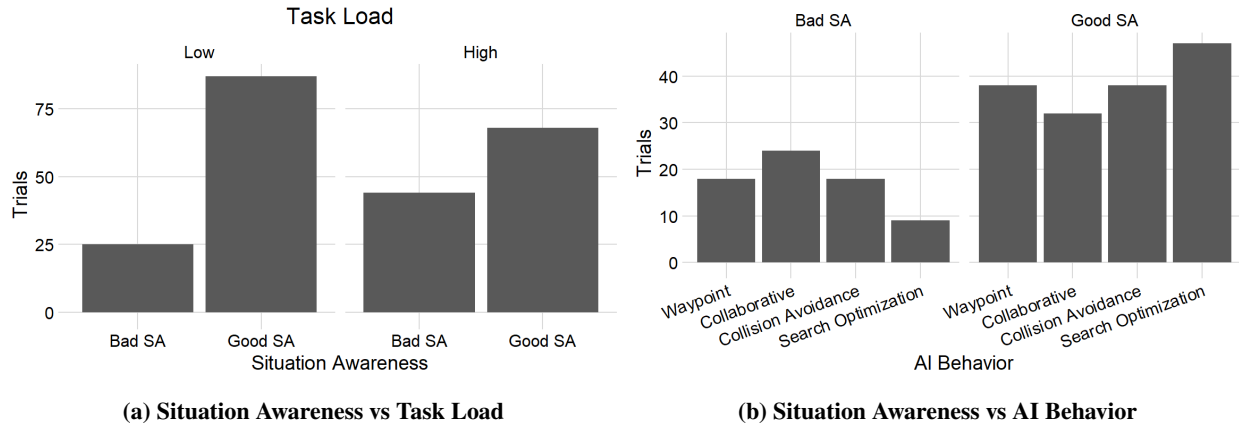 Task Load
Low High
75
50
25
0
Trials
Bad SA Good SA Bad SA Good SA
Situation Awareness
(a) Situation Awareness vs Task Load
Bad SA Good SA
40
30
20
10
0
Trials
Waypoint Collaborative Collision Avoidance Search Optimization Waypoint Collaborative Collision Avoidance Search Optimization
AI Behavior
(b) Situation Awareness vs AI Behavior